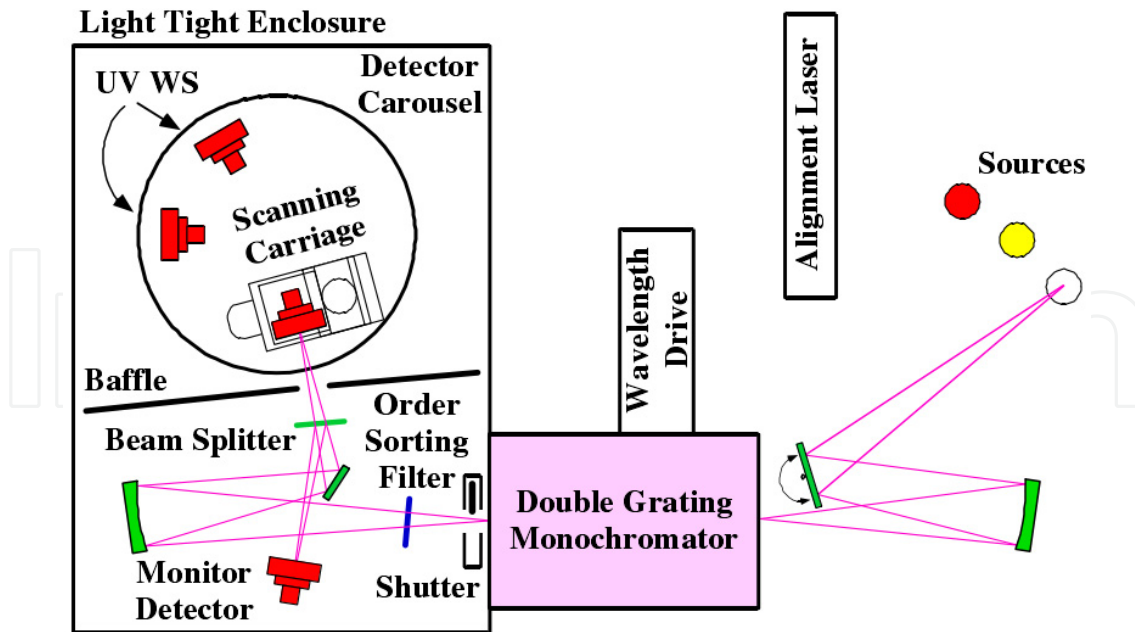 Light Tight Enclosure
UV WS
Detector
Carousel
Scanning
Carriage
Baffle
Beam Splitter
Order
Sorting
Filter
Monitor
Detector
Shutter
Wavelength
Drive
Double Grating
Monochromator
Alignment Laser
Sources